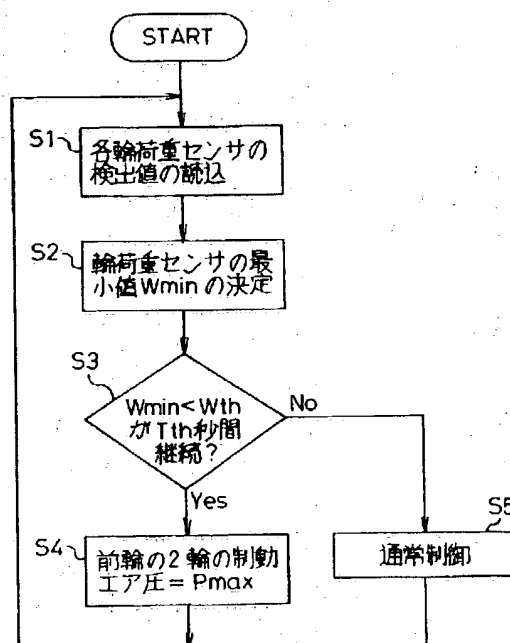 START
S1
各輪荷重センサの
検出値の読込
S2
輪荷重センサの最
小値Wminの決定
S3
Wmin<Wth
がTth秒間
継続?
No
Yes
S4
前輪の2輪の制動
エア圧=Pmax
S5
通常制御